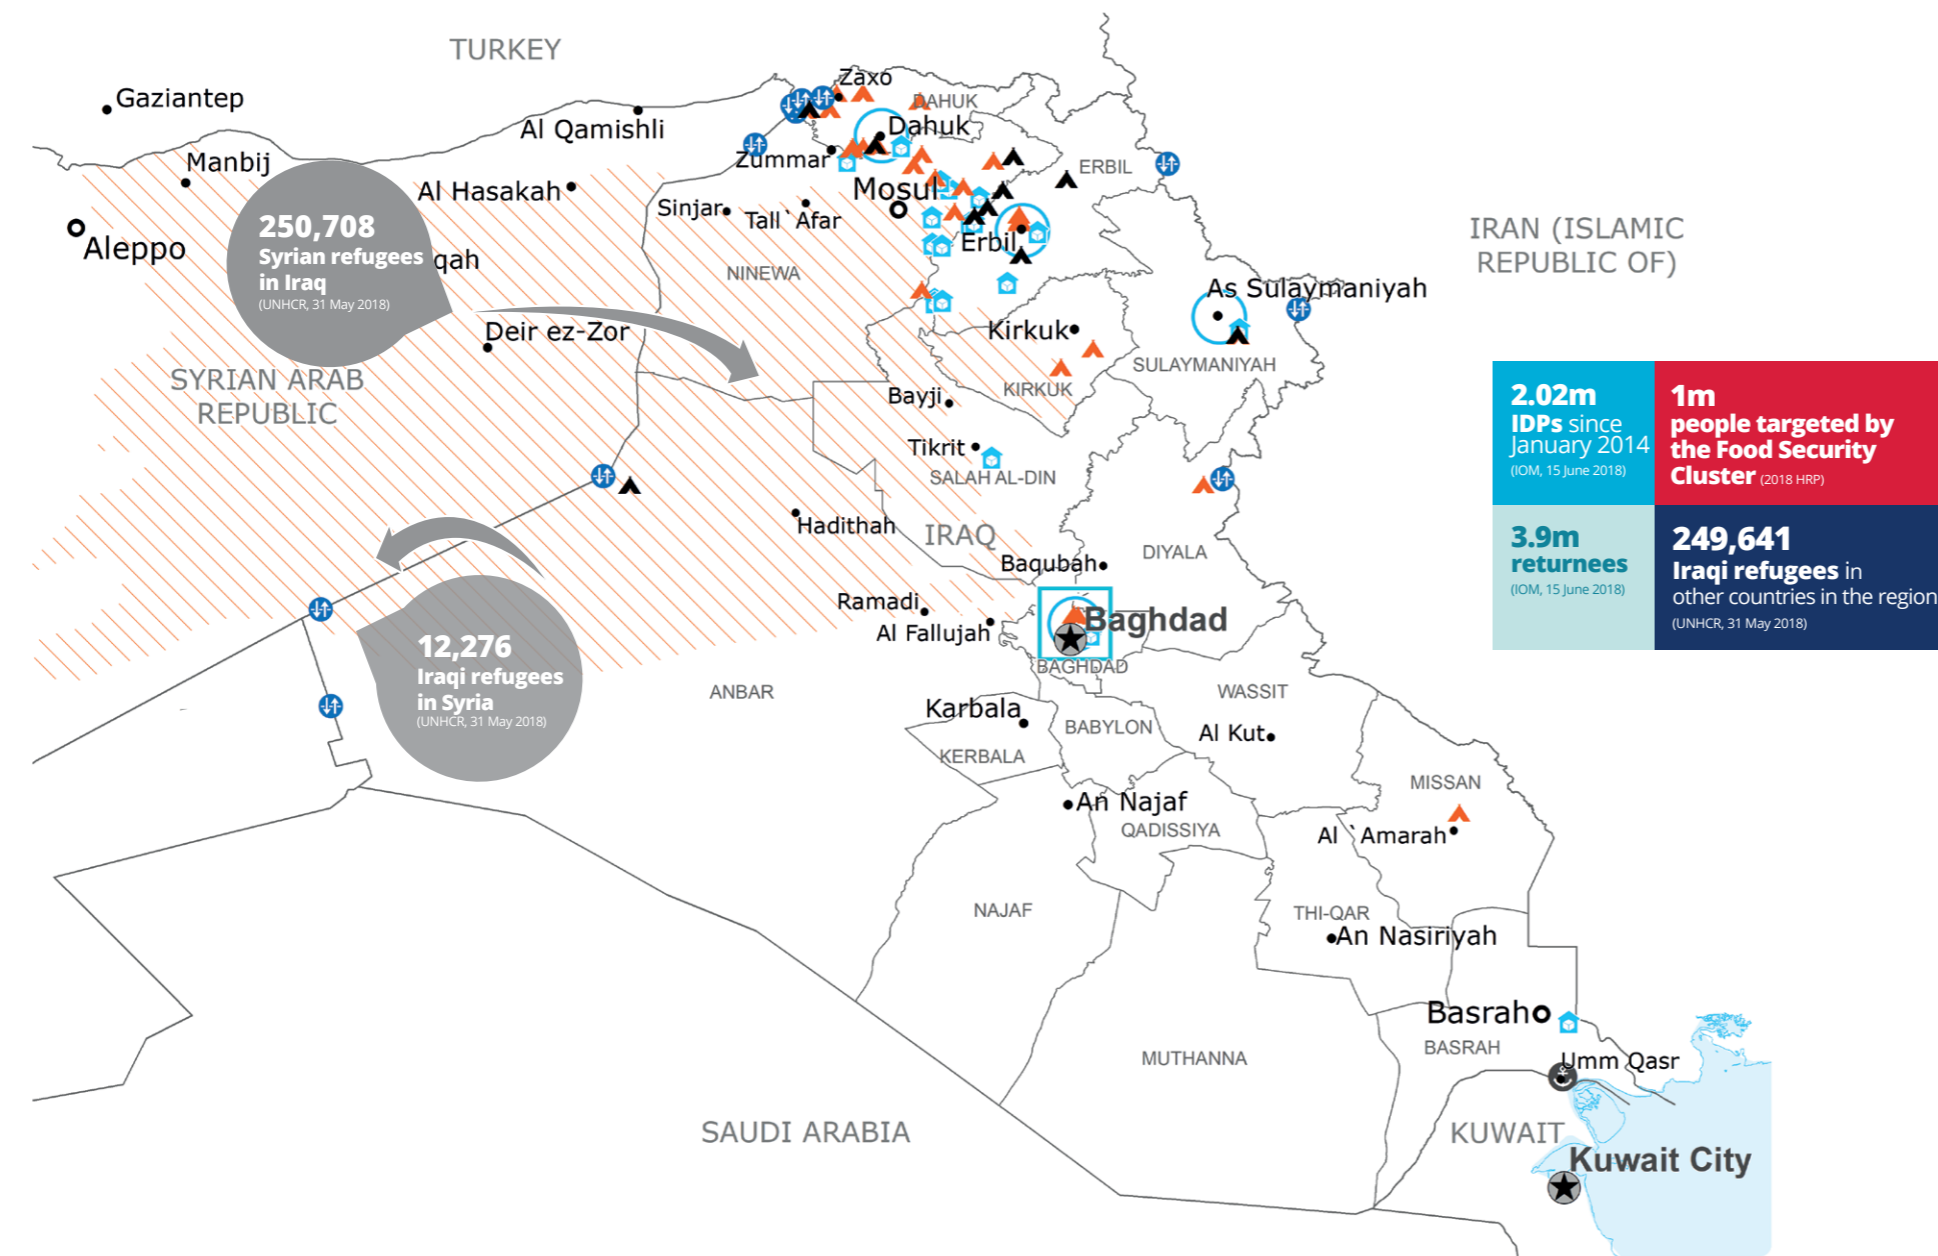 TURKEY
Zaxo
Gaziantep
DAHUK
Al Qamishli
Dahuk
Manbij
Zummar
ERBIL
Al Hasakah
Mosul
Sinjar
Tall`Afar
250,708
Syrian refugees
in Iraq
(UNHCR, 31 May 2018)
Aleppo
qah
Erbil
NINEWA
IRAN (ISLAMIC
REPUBLIC OF)
As Sulaymaniyah
Deir ez-Zor
Kirkuk
SYRIAN ARAB
REPUBLIC
SULAYMANIYAH
KIRKUK
Bayji
2.02m
IDPs since
January 2014
(IOM, 15 June 2018)
1m
people targeted by
the Food Security
Cluster (2018 HRP)
Tikrit
SALAH AL-DIN
Hadithah
IRAQ
DIYALA
Baqubah
3.9m
returnees
(IOM, 15 June 2018)
249,641
Iraqi refugees in
other countries in the region
(UNHCR, 31 May 2018)
Ramadi
Al Fallujah
Baghdad
BAGHDAD
12,276
Iraqi refugees
in Syria
(UNHCR, 31 May 2018)
ANBAR
WASSIT
Karbala
BABYLON
Al Kut
KERBALA
MISSAN
An Najaf
QADISSIYA
Al `Amarah
NAJAF
THI-QAR
An Nasiriyah
Basrah
BASRAH
MUTHANNA
Umm Qasr
SAUDI ARABIA
KUWAIT
Kuwait City